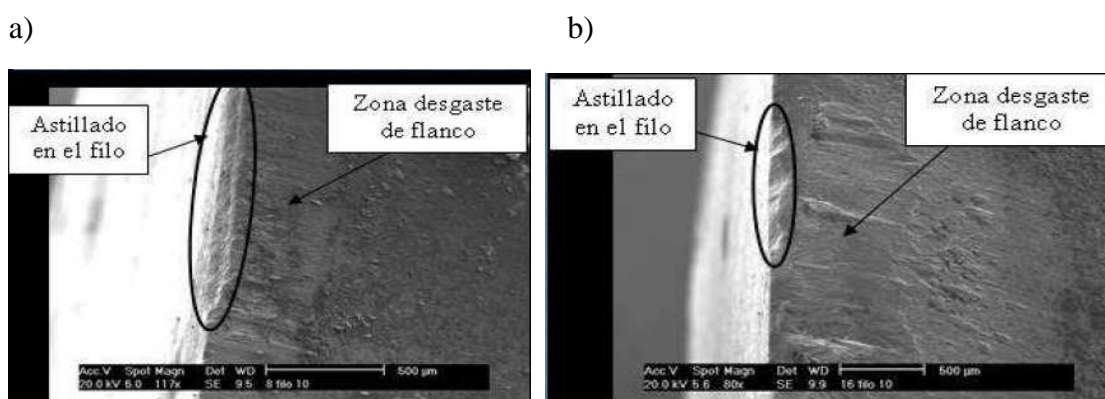 a)
b)
Astillado
en el filo
Zona desgaste
de flanco
Acc.V Spot Magn Det WD 500 µm
20.0 kV 6.0 117x SE 9.5 8 filo 10
Astillado
en el filo
Zona desgaste
de flanco
Acc.V Spot Magn Det WD 500 µm
20.0 kV 5.6 80x SE 9.9 16 filo 10